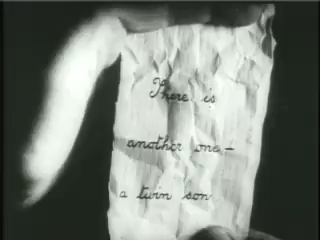 There is
another one —
a twin son